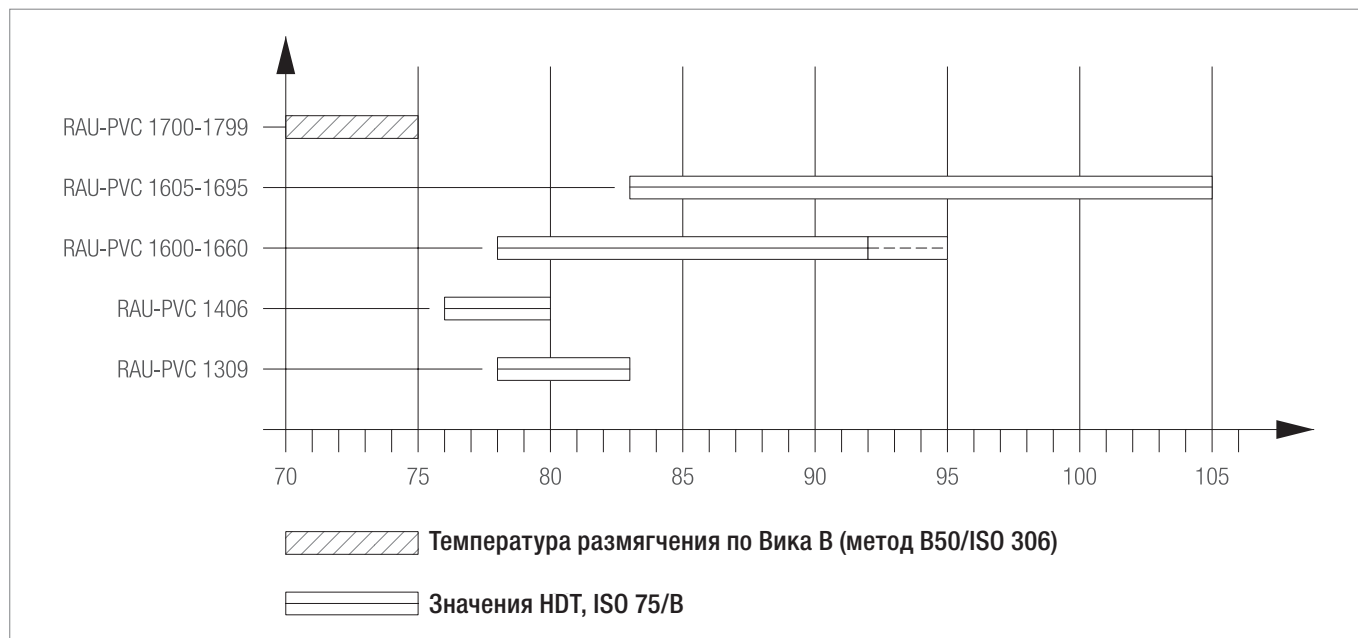 RAU-PVC 1700-1799
RAU-PVC 1605-1695
RAU-PVC 1600-1660
RAU-PVC 1406
RAU-PVC 1309
70 75 80 85 90 95 100 105
Температура размягчения по Вика В (метод В50/ISO 306)
Значения HDT, ISO 75/B